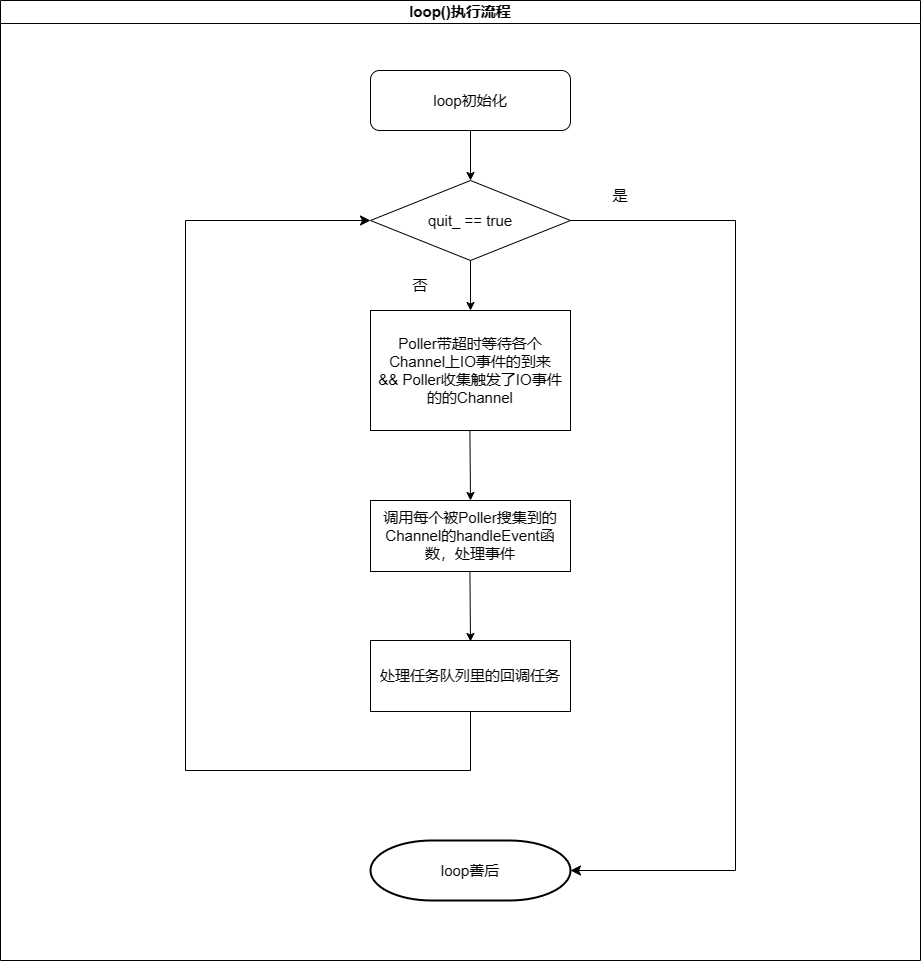 loop()执行流程
loop初始化
是
quit_ == true
否
Poller带超时等待各个
Channel上IO事件的到来
&& Poller收集触发了IO事件
的的Channel
调用每个被Poller搜集到的
Channel的handleEvent函
数，处理事件
处理任务队列里的回调任务
loop善后